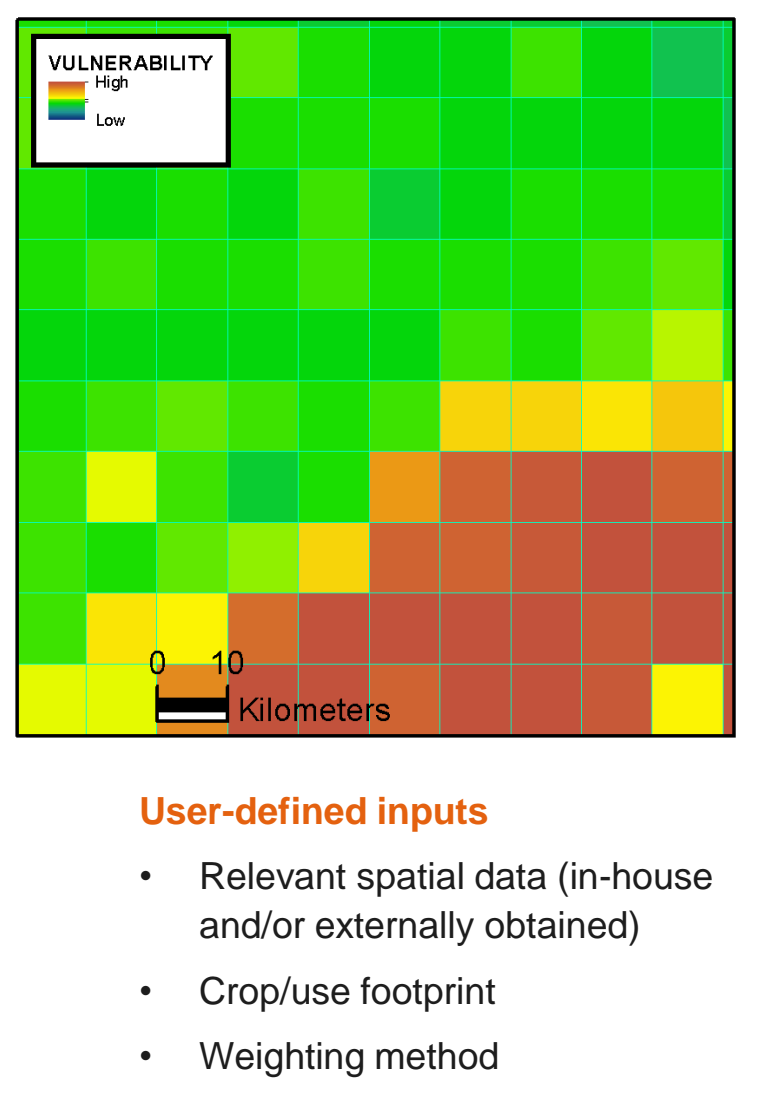 VULNERABILITY
High
Low
0 10
Kilometers
User-defined inputs
• Relevant spatial data (in-house
and/or externally obtained)
• Crop/use footprint
• Weighting method